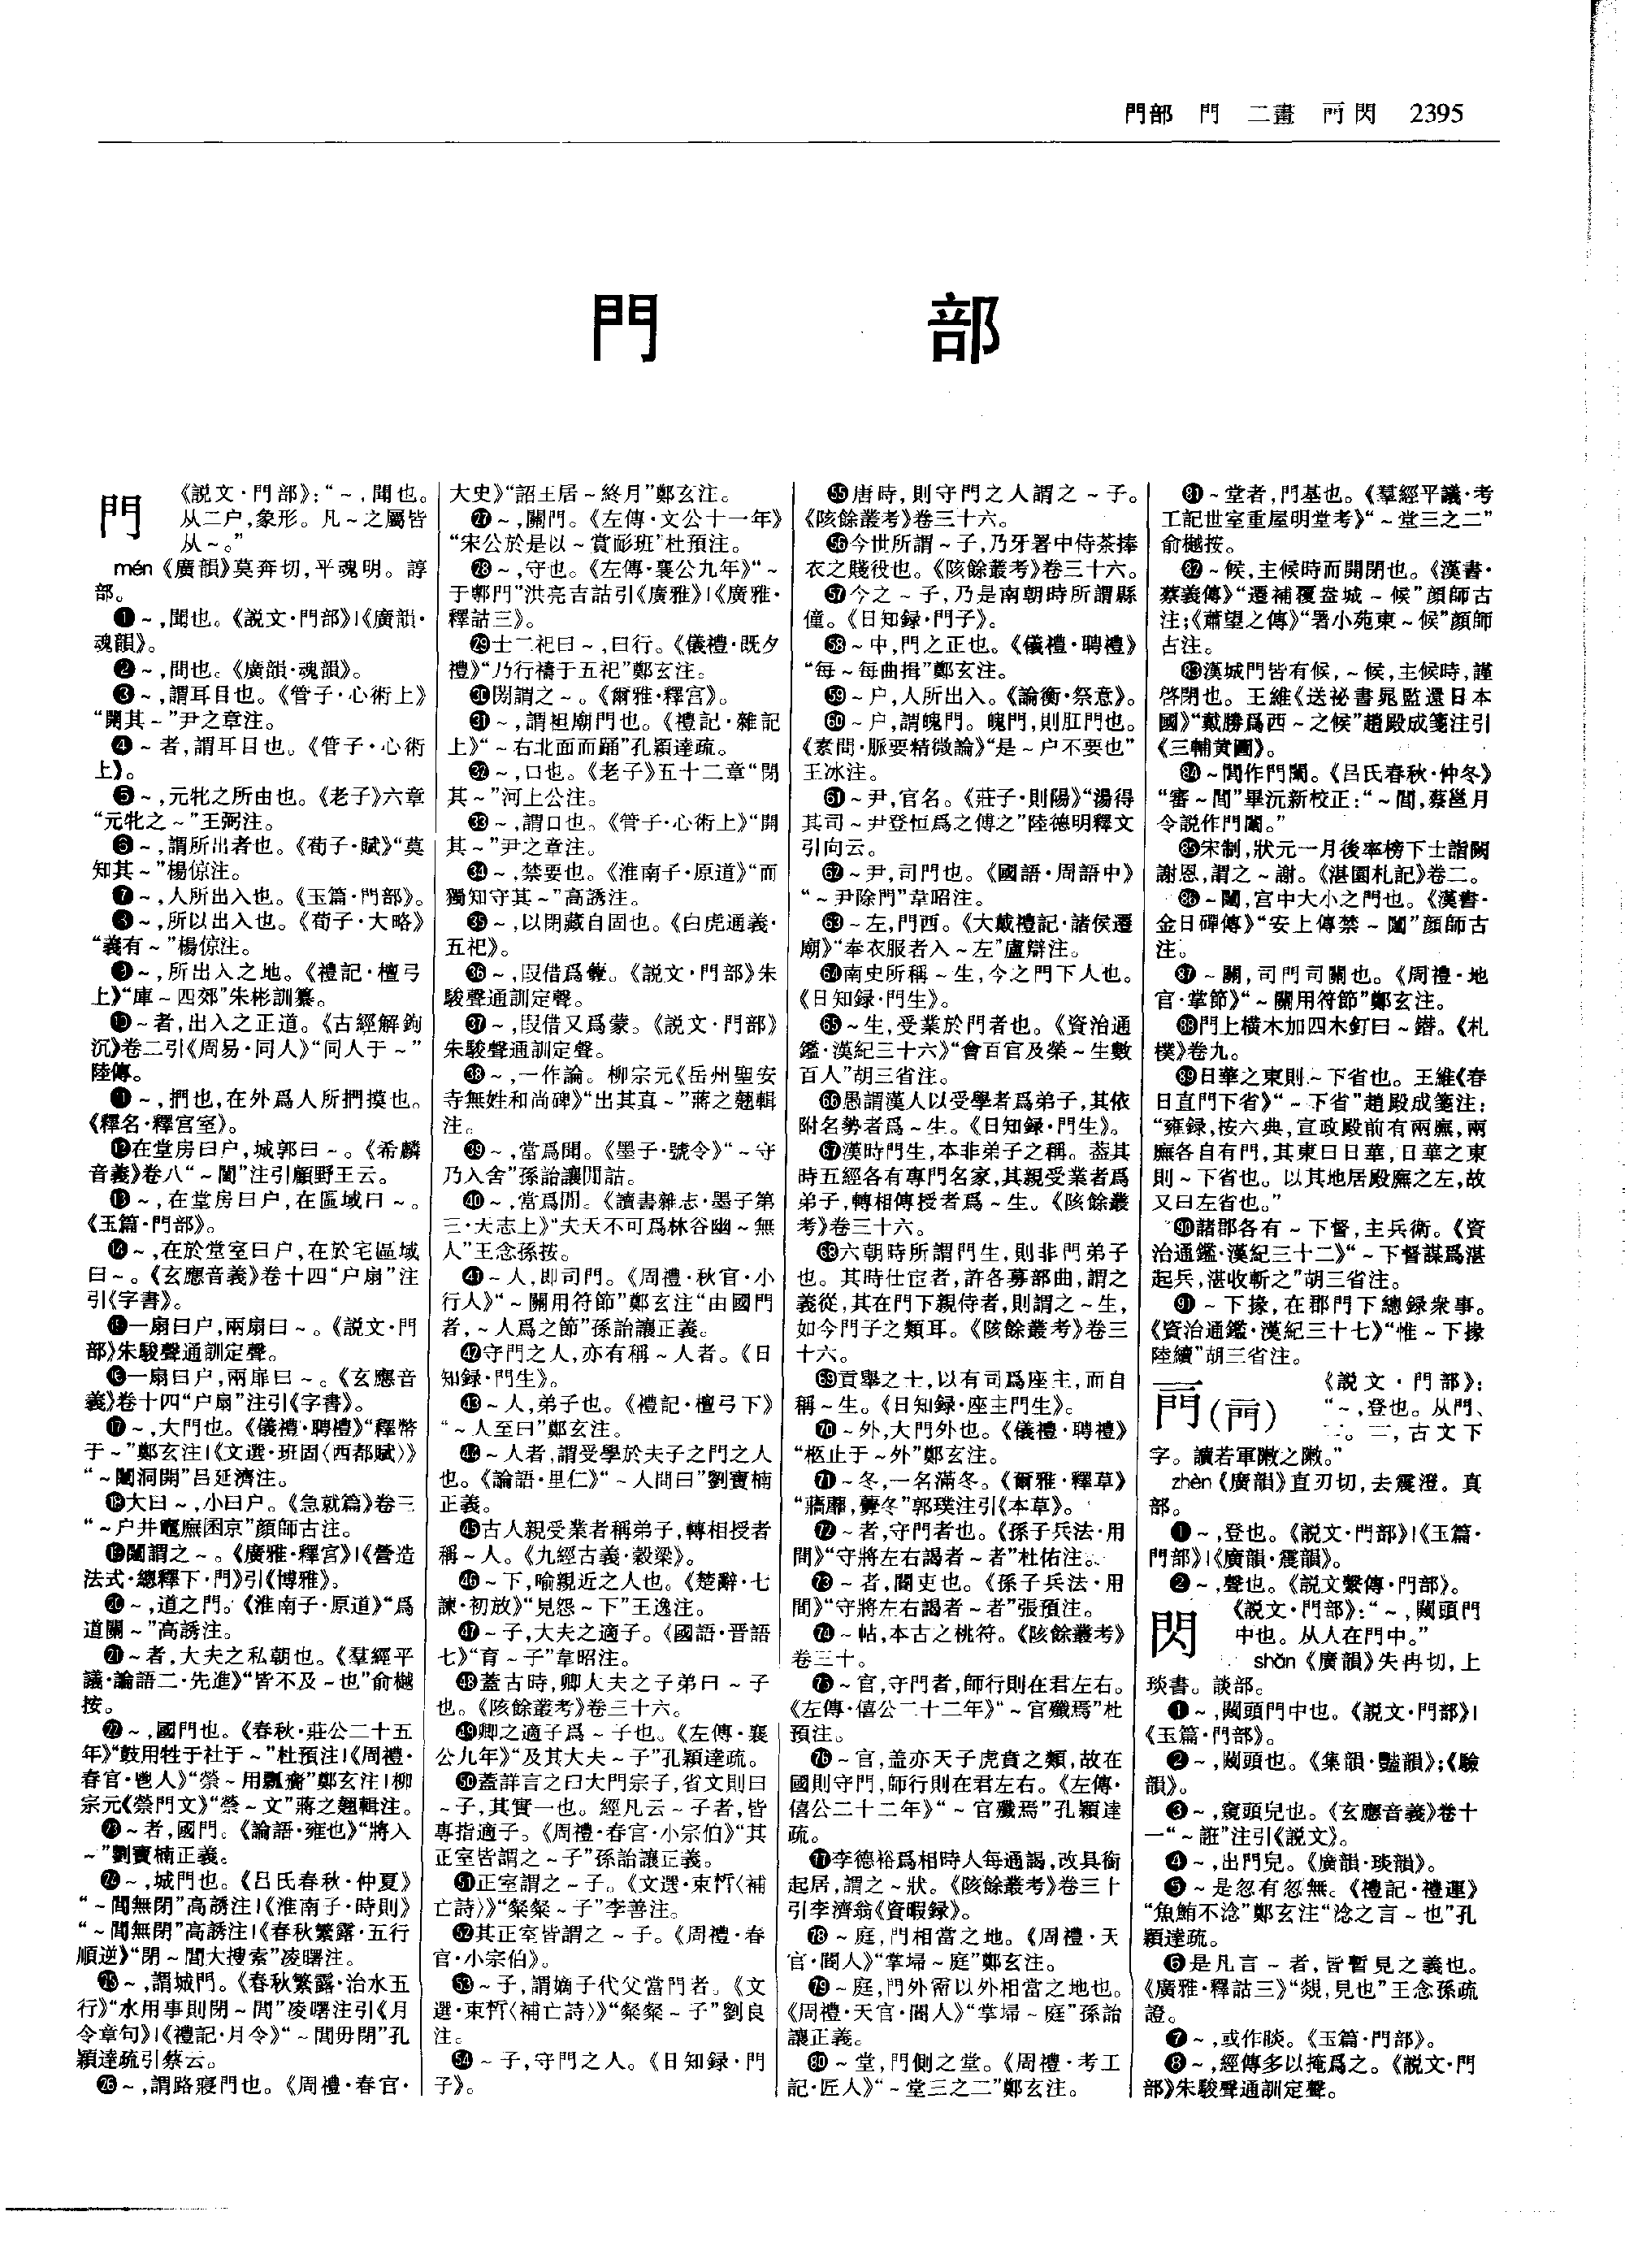 門部　門　二畫　䦉閃　2395
門　部
門
《説文·門部》：“～，聞也。
从二户，象形。凡～之屬皆
从～。”
mén《廣韻》莫奔切，平魂明。諄
部。
❶～，聞也。《説文·門部》|《廣韻·
魂韻》。
❷～，問也。《廣韻·魂韻》。
❸～，謂耳目也。《管子·心術上》
“開其～”尹之章注。
❹～者，謂耳目也。《管子·心術
上》。
❺～，元牝之所由也。《老子》六章
“元牝之～”王弼注。
❻～，謂所出者也。《荀子·賦》“莫
知其～”楊倞注。
❼～，人所出入也。《玉篇·門部》。
❽～，所以出入也。《荀子·大略》
“義有～”楊倞注。
❾～，所出入之地。《禮記·檀弓
上》“庫～四郊”朱彬訓纂。
❿～者，出入之正道。《古經解鉤
沉》卷二引《周易·同人》“同人于～”
陸傳。
⓫～，捫也，在外爲人所捫摸也。
《釋名·釋宫室》。
⓬在堂房曰户，城郭曰～。《希麟
音義》卷八“～閫”注引顧野王云。
⓭～，在堂房曰户，在區域曰～。
《玉篇·門部》。
⓮～，在於堂室曰户，在於宅區域
曰～。《玄應音義》卷十四“户扇”注
引《字書》。
⓯一扇曰户，兩扇曰～。《説文·門
部》朱駿聲通訓定聲。
⓰一扇曰户，兩扉曰～。《玄應音
義》卷十四“户扇”注引《字書》。
⓱～，大門也。《儀禮·聘禮》“釋幣
于～”鄭玄注|《文選·班固〈西都賦〉》
“～闥洞開”吕延濟注。
⓲大曰～，小曰户。《急就篇》卷三
“～户井竈廡囷京”顔師古注。
⓳闥謂之～。《廣雅·釋宫》|《營造
法式·總釋下·門》引《博雅》。
⓴～，道之門。《淮南子·原道》“爲
道關～”高誘注。
㉑～者，大夫之私朝也。《羣經平
議·論語二·先進》“皆不及～也”俞樾
按。
㉒～，國門也。《春秋·莊公二十五
年》“鼓用牲于社于～”杜預注|《周禮·
春官·鬯人》“禜～用瓢齎”鄭玄注|柳
宗元《禜門文》“禜～文”蔣之翹輯注。
㉓～者，國門。《論語·雍也》“將入
～”劉寶楠正義。
㉔～，城門也。《吕氏春秋·仲夏》
“～閭無閉”高誘注|《淮南子·時則》
“～閭無閉”高誘注|《春秋繁露·五行
順逆》“閉～閭大搜索”凌曙注。
㉕～，謂城門。《春秋繁露·治水五
行》“水用事則閉～閭”凌曙注引《月
令章句》|《禮記·月令》“～閭毋閉”孔
穎達疏引蔡云。
㉖～，謂路寢門也。《周禮·春官·
大史》“詔王居～終月”鄭玄注。
㉗～，關門。《左傳·文公十一年》
“宋公於是以～賞耏班”杜預注。
㉘～，守也。《左傳·襄公九年》“～
于鄟門”洪亮吉詁引《廣雅》|《廣雅·
釋詁三》。
㉙士二祀曰～，曰行。《儀禮·既夕
禮》“乃行禱于五祀”鄭玄注。
㉚閍謂之～。《爾雅·釋宫》。
㉛～，謂祖廟門也。《禮記·雜記
上》“～右北面而踊”孔穎達疏。
㉜～，口也。《老子》五十二章“閉
其～”河上公注。
㉝～，謂口也。《管子·心術上》“開
其～”尹之章注。
㉞～，禁要也。《淮南子·原道》“而
獨知守其～”高誘注。
㉟～，以閉藏自固也。《白虎通義·
五祀》。
㊱～，叚借爲虋。《説文·門部》朱
駿聲通訓定聲。
㊲～，叚借又爲蒙。《説文·門部》
朱駿聲通訓定聲。
㊳～，一作論。柳宗元《岳州聖安
寺無姓和尚碑》“出其真～”蔣之翹輯
注。
㊴～，當爲聞。《墨子·號令》“～守
乃入舍”孫詒讓閒詁。
㊵～，當爲閒。《讀書雜志·墨子第
三·天志上》“夫天不可爲林谷幽～無
人”王念孫按。
㊶～人，即司門。《周禮·秋官·小
行人》“～關用符節”鄭玄注“由國門
者，～人爲之節”孫詒讓正義。
㊷守門之人，亦有稱～人者。《日
知録·門生》。
㊸～人，弟子也。《禮記·檀弓下》
“～人至曰”鄭玄注。
㊹～人者，謂受學於夫子之門之人
也。《論語·里仁》“～人問曰”劉寶楠
正義。
㊺古人親受業者稱弟子，轉相授者
稱～人。《九經古義·穀梁》。
㊻～下，喻親近之人也。《楚辭·七
諫·初放》“見怨～下”王逸注。
㊼～子，大夫之適子。《國語·晋語
七》“育～子”韋昭注。
㊽蓋古時，卿大夫之子弟曰～子
也。《陔餘叢考》卷三十六。
㊾卿之適子爲～子也。《左傳·襄
公九年》“及其大夫～子”孔穎達疏。
㊿蓋詳言之曰大門宗子，省文則曰
～子，其實一也。經凡云～子者，皆
專指適子。《周禮·春官·小宗伯》“其
正室皆謂之～子”孫詒讓正義。
51正室謂之～子。《文選·束晳〈補
亡詩〉》“粲粲～子”李善注。
52其正室皆謂之～子。《周禮·春
官·小宗伯》。
53～子，謂嫡子代父當門者。《文
選·束晳〈補亡詩〉》“粲粲～子”劉良
注。
54～子，守門之人。《日知録·門
子》。
55唐時，則守門之人謂之～子。
《陔餘叢考》卷三十六。
56今世所謂～子，乃牙署中侍茶捧
衣之賤役也。《陔餘叢考》卷三十六。
57今之～子，乃是南朝時所謂縣
僮。《日知録·門子》。
58～中，門之正也。《儀禮·聘禮》
“每～每曲揖”鄭玄注。
59～户，人所出入。《論衡·祭意》。
60～户，謂魄門。魄門，則肛門也。
《素問·脈要精微論》“是～户不要也”
王冰注。
61～尹，官名。《莊子·則陽》“湯得
其司～尹登恒爲之傅之”陸德明釋文
引向云。
62～尹，司門也。《國語·周語中》
“～尹除門”韋昭注。
63～左，門西。《大戴禮記·諸侯遷
廟》“奉衣服者入～左”盧辯注。
64南史所稱～生，今之門下人也。
《日知録·門生》。
65～生，受業於門者也。《資治通
鑑·漢紀三十六》“會百官及榮～生數
百人”胡三省注。
66愚謂漢人以受學者爲弟子，其依
附名勢者爲～生。《日知録·門生》。
67漢時門生，本非弟子之稱。蓋其
時五經各有專門名家，其親受業者爲
弟子，轉相傳授者爲～生。《陔餘叢
考》卷三十六。
68六朝時所謂門生，則非門弟子
也。其時仕宦者，許各募部曲，謂之
義從，其在門下親侍者，則謂之～生，
如今門子之類耳。《陔餘叢考》卷三
十六。
69貢舉之士，以有司爲座主，而自
稱～生。《日知録·座主門生》。
70～外，大門外也。《儀禮·聘禮》
“柩止于～外”鄭玄注。
71～冬，一名滿冬。《爾雅·釋草》
“蘠蘼，虋冬”郭璞注引《本草》。
72～者，守門者也。《孫子兵法·用
間》“守將左右謁者～者”杜佑注。
73～者，閽吏也。《孫子兵法·用
間》“守將左右謁者～者”張預注。
74～帖，本古之桃符。《陔餘叢考》
卷三十。
75～官，守門者，師行則在君左右。
《左傳·僖公二十二年》“～官殲焉”杜
預注。
76～官，蓋亦天子虎賁之類，故在
國則守門，師行則在君左右。《左傳·
僖公二十二年》“～官殲焉”孔穎達
疏。
77李德裕爲相時人每通謁，改具銜
起居，謂之～狀。《陔餘叢考》卷三十
引李濟翁《資暇録》。
78～庭，門相當之地。《周禮·天
官·閽人》“掌埽～庭”鄭玄注。
79～庭，門外霤以外相當之地也。
《周禮·天官·閽人》“掌埽～庭”孫詒
讓正義。
80～堂，門側之堂。《周禮·考工
記·匠人》“～堂三之二”鄭玄注。
81～堂者，門基也。《羣經平議·考
工記世室重屋明堂考》“～堂三之二”
俞樾按。
82～候，主候時而開閉也。《漢書·
蔡義傳》“遷補覆盎城～候”顔師古
注；《蕭望之傳》“署小苑東～候”顔師
古注。
83漢城門皆有候，～候，主候時，謹
啓閉也。王維《送祕書晁監還日本
國》“戴勝爲西～之候”趙殿成箋注引
《三輔黄圖》。
84～閭作門闈。《吕氏春秋·仲冬》
“審～閭”畢沅新校正：“～閭，蔡邕月
令説作門闈。”
85宋制，狀元一月後率榜下士詣闕
謝恩，謂之～謝。《湛園札記》卷二。
86～闥，宫中大小之門也。《漢書·
金日磾傳》“安上傳禁～闥”顔師古
注。
87～關，司門司關也。《周禮·地
官·掌節》“～關用符節”鄭玄注。
88門上横木加四木釘曰～鐕。《札
樸》卷九。
89日華之東則～下省也。王維《春
日直門下省》“～下省”趙殿成箋注：
“雍録，按六典，宣政殿前有兩廡，兩
廡各自有門，其東曰日華，日華之東
則～下省也。以其地居殿廡之左，故
又曰左省也。”
90諸郡各有～下督，主兵衛。《資
治通鑑·漢紀三十二》“～下督謀爲湛
起兵，湛收斬之”胡三省注。
91～下掾，在郡門下總録衆事。
《資治通鑑·漢紀三十七》“惟～下掾
陸續”胡三省注。
《説文·門部》：
“～，登也。从門、
二。二，古文下
字。讀若軍敶之敶。”
zhèn《廣韻》直刃切，去震澄。真
部。
❶～，登也。《説文·門部》|《玉篇·
門部》|《廣韻·震韻》。
❷～，聲也。《説文繫傳·門部》。
閃
《説文·門部》：“～，闚頭門
中也。从人在門中。”
shǎn《廣韻》失冉切，上
琰書。談部。
❶～，闚頭門中也。《説文·門部》|
《玉篇·門部》。
❷～，闚頭也。《集韻·豔韻》；《驗
韻》。
❸～，窺頭皃也。《玄應音義》卷十
一“～誑”注引《説文》。
❹～，出門皃。《廣韻·琰韻》。
❺～是忽有忽無。《禮記·禮運》
“魚鮪不淰”鄭玄注“淰之言～也”孔
穎達疏。
❻是凡言～者，皆暫見之義也。
《廣雅·釋詁三》“覢，見也”王念孫疏
證。
❼～，或作睒。《玉篇·門部》。
❽～，經傳多以掩爲之。《説文·門
部》朱駿聲通訓定聲。